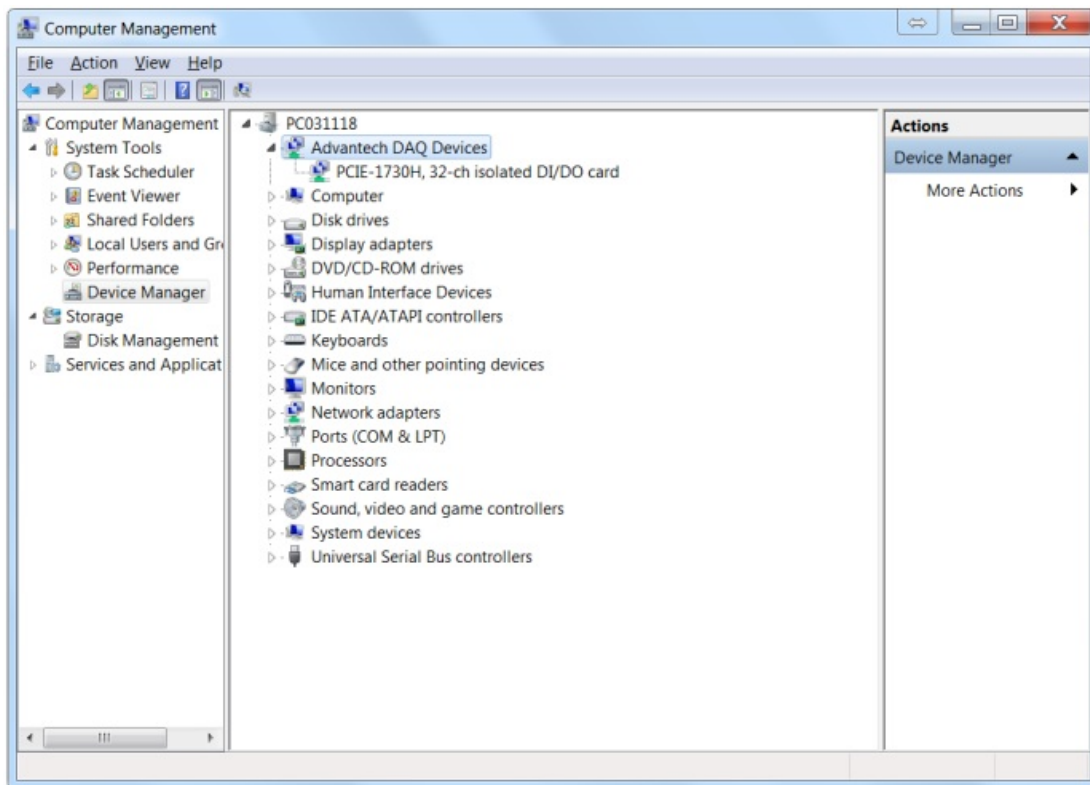 Computer Management
File Action View Help
Computer Management
System Tools
Task Scheduler
Event Viewer
Shared Folders
Local Users and Gr
Performance
Device Manager
Storage
Disk Management
Services and Applicat
PC031118
Advantech DAQ Devices
PCIE-1730H, 32-ch isolated DI/DO card
Computer
Disk drives
Display adapters
DVD/CD-ROM drives
Human Interface Devices
IDE ATA/ATAPI controllers
Keyboards
Mice and other pointing devices
Monitors
Network adapters
Ports (COM & LPT)
Processors
Smart card readers
Sound, video and game controllers
System devices
Universal Serial Bus controllers
Actions
Device Manager
More Actions